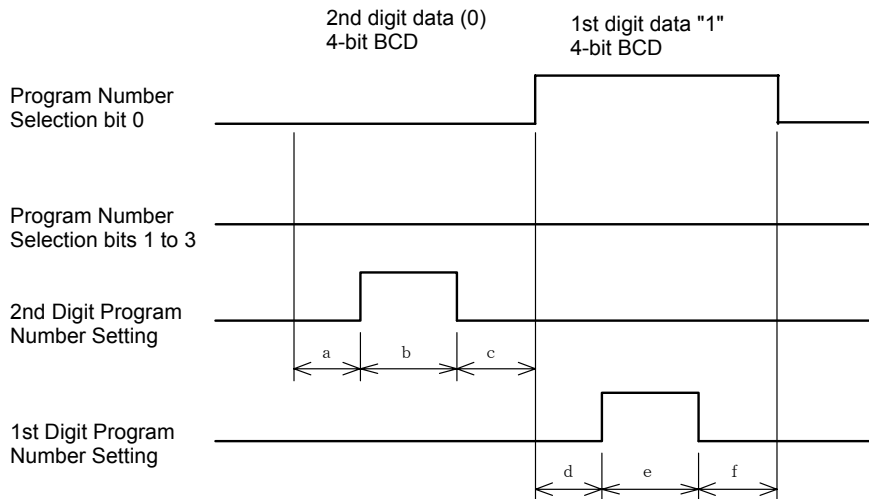 2nd digit data (0)
4-bit BCD
1st digit data "1"
4-bit BCD
Program Number
Selection bit 0
Program Number
Selection bits 1 to 3
2nd Digit Program
Number Setting
a
b
c
1st Digit Program
Number Setting
d
e
f